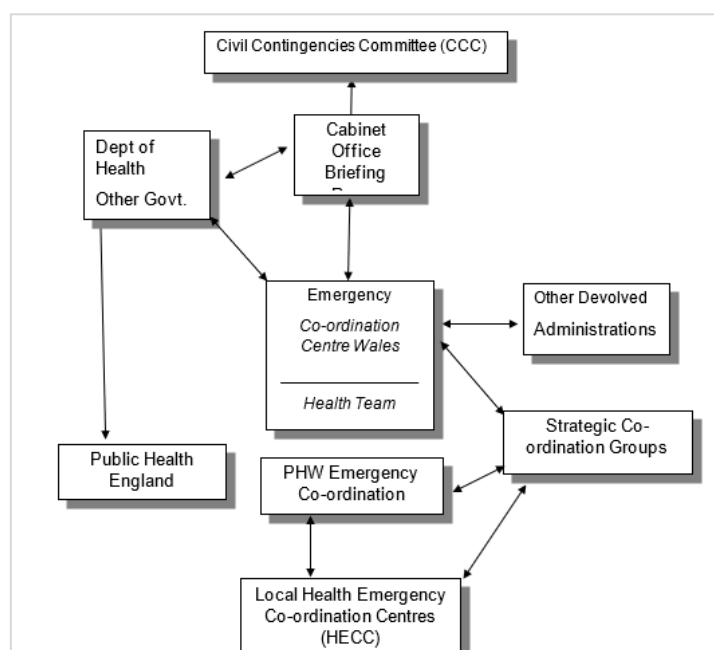 Civil Contingencies Committee (CCC)
Cabinet
Office
Briefing
Dept of
Health
Other Govt.
Emergency
Co-ordination
Centre Wales
Health Team
Other Devolved
Administrations
Strategic Co-
ordination Groups
Public Health
England
PHW Emergency
Co-ordination
Local Health Emergency
Co-ordination Centres
(HECC)